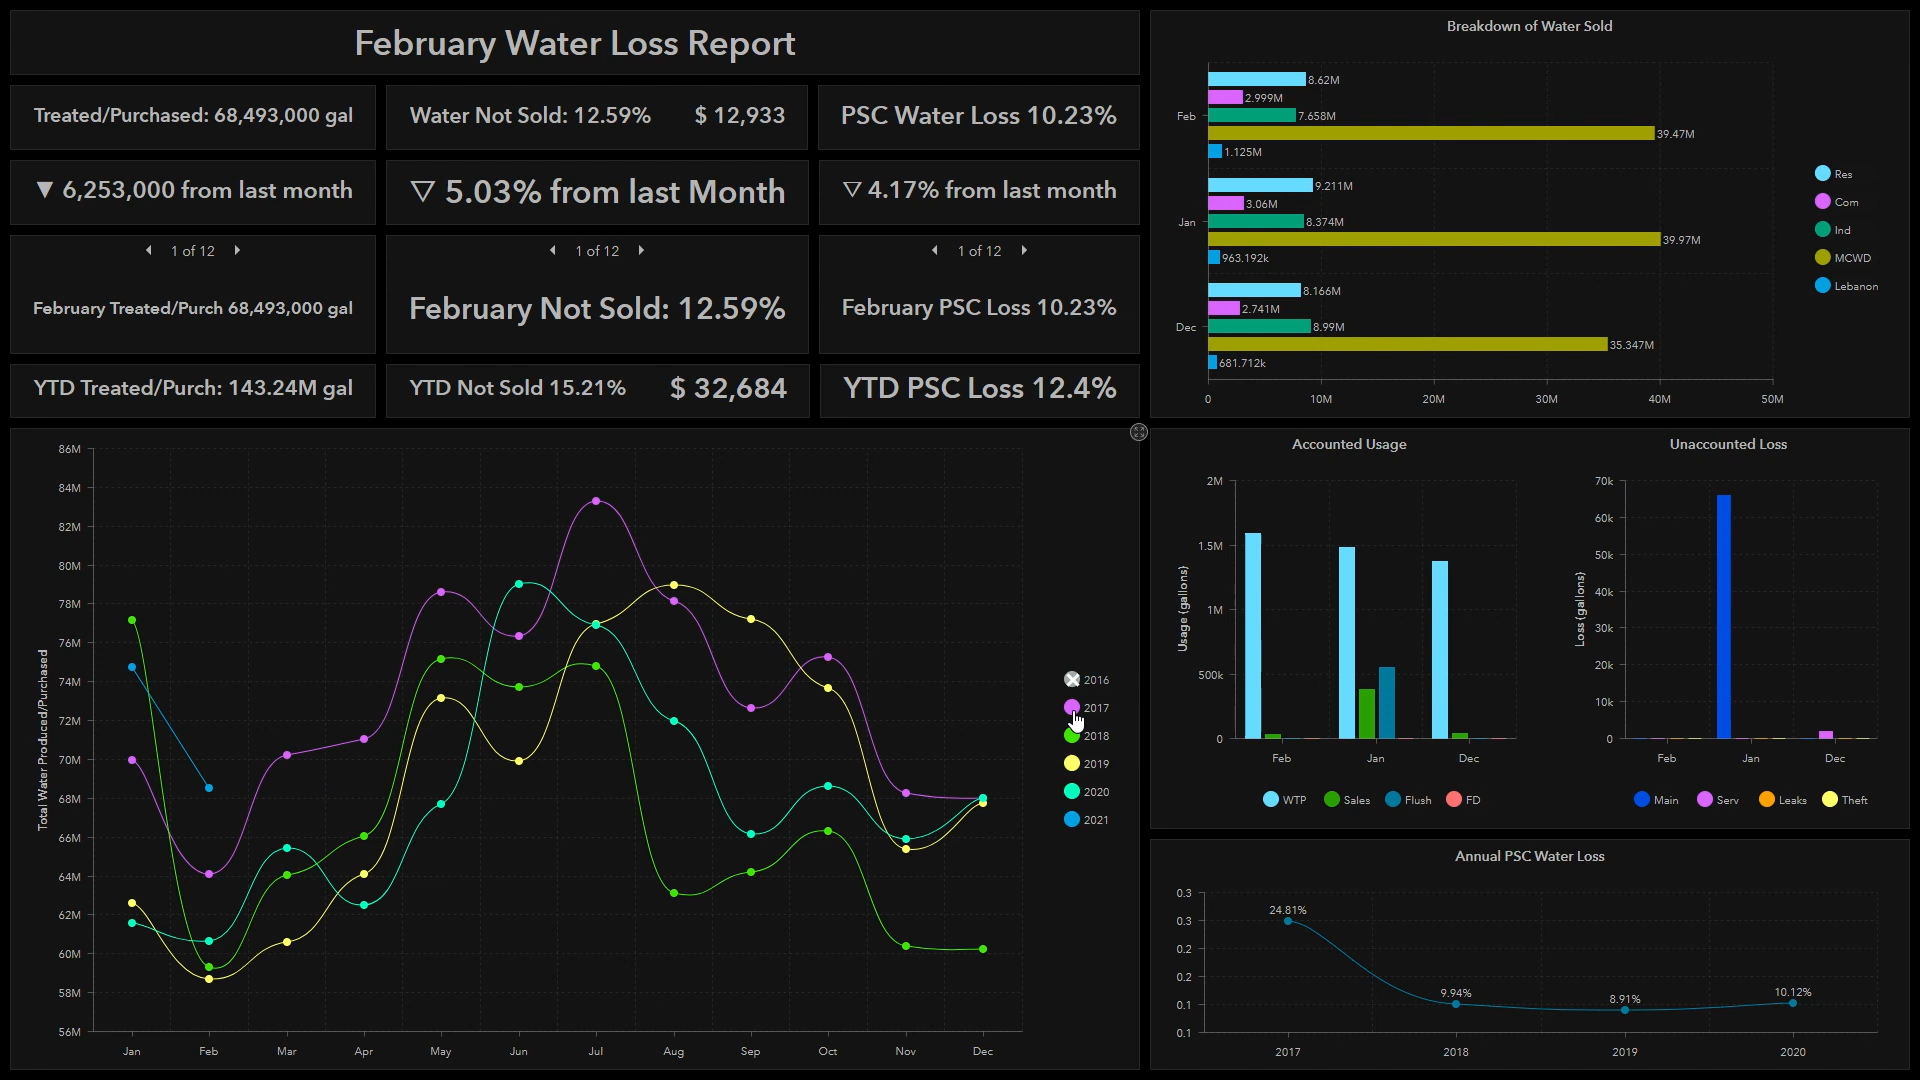 February Water Loss Report
Treated/Purchased: 68,493,000 gal
Water Not Sold: 12.59% $ 12,933
PSC Water Loss 10.23%
▼ 6,253,000 from last month
▽ 5.03% from last Month
▽ 4.17% from last month
1 of 12
February Treated/Purch 68,493,000 gal
1 of 12
February Not Sold: 12.59%
1 of 12
February PSC Loss 10.23%
YTD Treated/Purch: 143.24M gal
YTD Not Sold 15.21% $ 32,684
YTD PSC Loss 12.4%
Breakdown of Water Sold
Feb
8.62M
2.999M
7.658M
39.47M
1.125M
Jan
9.211M
3.06M
8.374M
39.97M
963.192k
Dec
8.166M
2.741M
8.99M
35.347M
681.712k
0 10M 20M 30M 40M 50M
Res
Com
Ind
MCWD
Lebanon
Total Water Produced/Purchased
86M
84M
82M
80M
78M
76M
74M
72M
70M
68M
66M
64M
62M
60M
58M
56M
Jan Feb Mar Apr May Jun Jul Aug Sep Oct Nov Dec
2016
2017
2018
2019
2020
2021
Accounted Usage
Usage (gallons)
2M
1.5M
1M
500k
0
Feb Jan Dec
WTP Sales Flush FD
Unaccounted Loss
Loss (gallons)
70k
60k
50k
40k
30k
20k
10k
0
Feb Jan Dec
Main Serv Leaks Theft
Annual PSC Water Loss
0.3
0.3
0.2
0.2
0.1
0.1
24.81%
9.94%
8.91%
10.12%
2017 2018 2019 2020